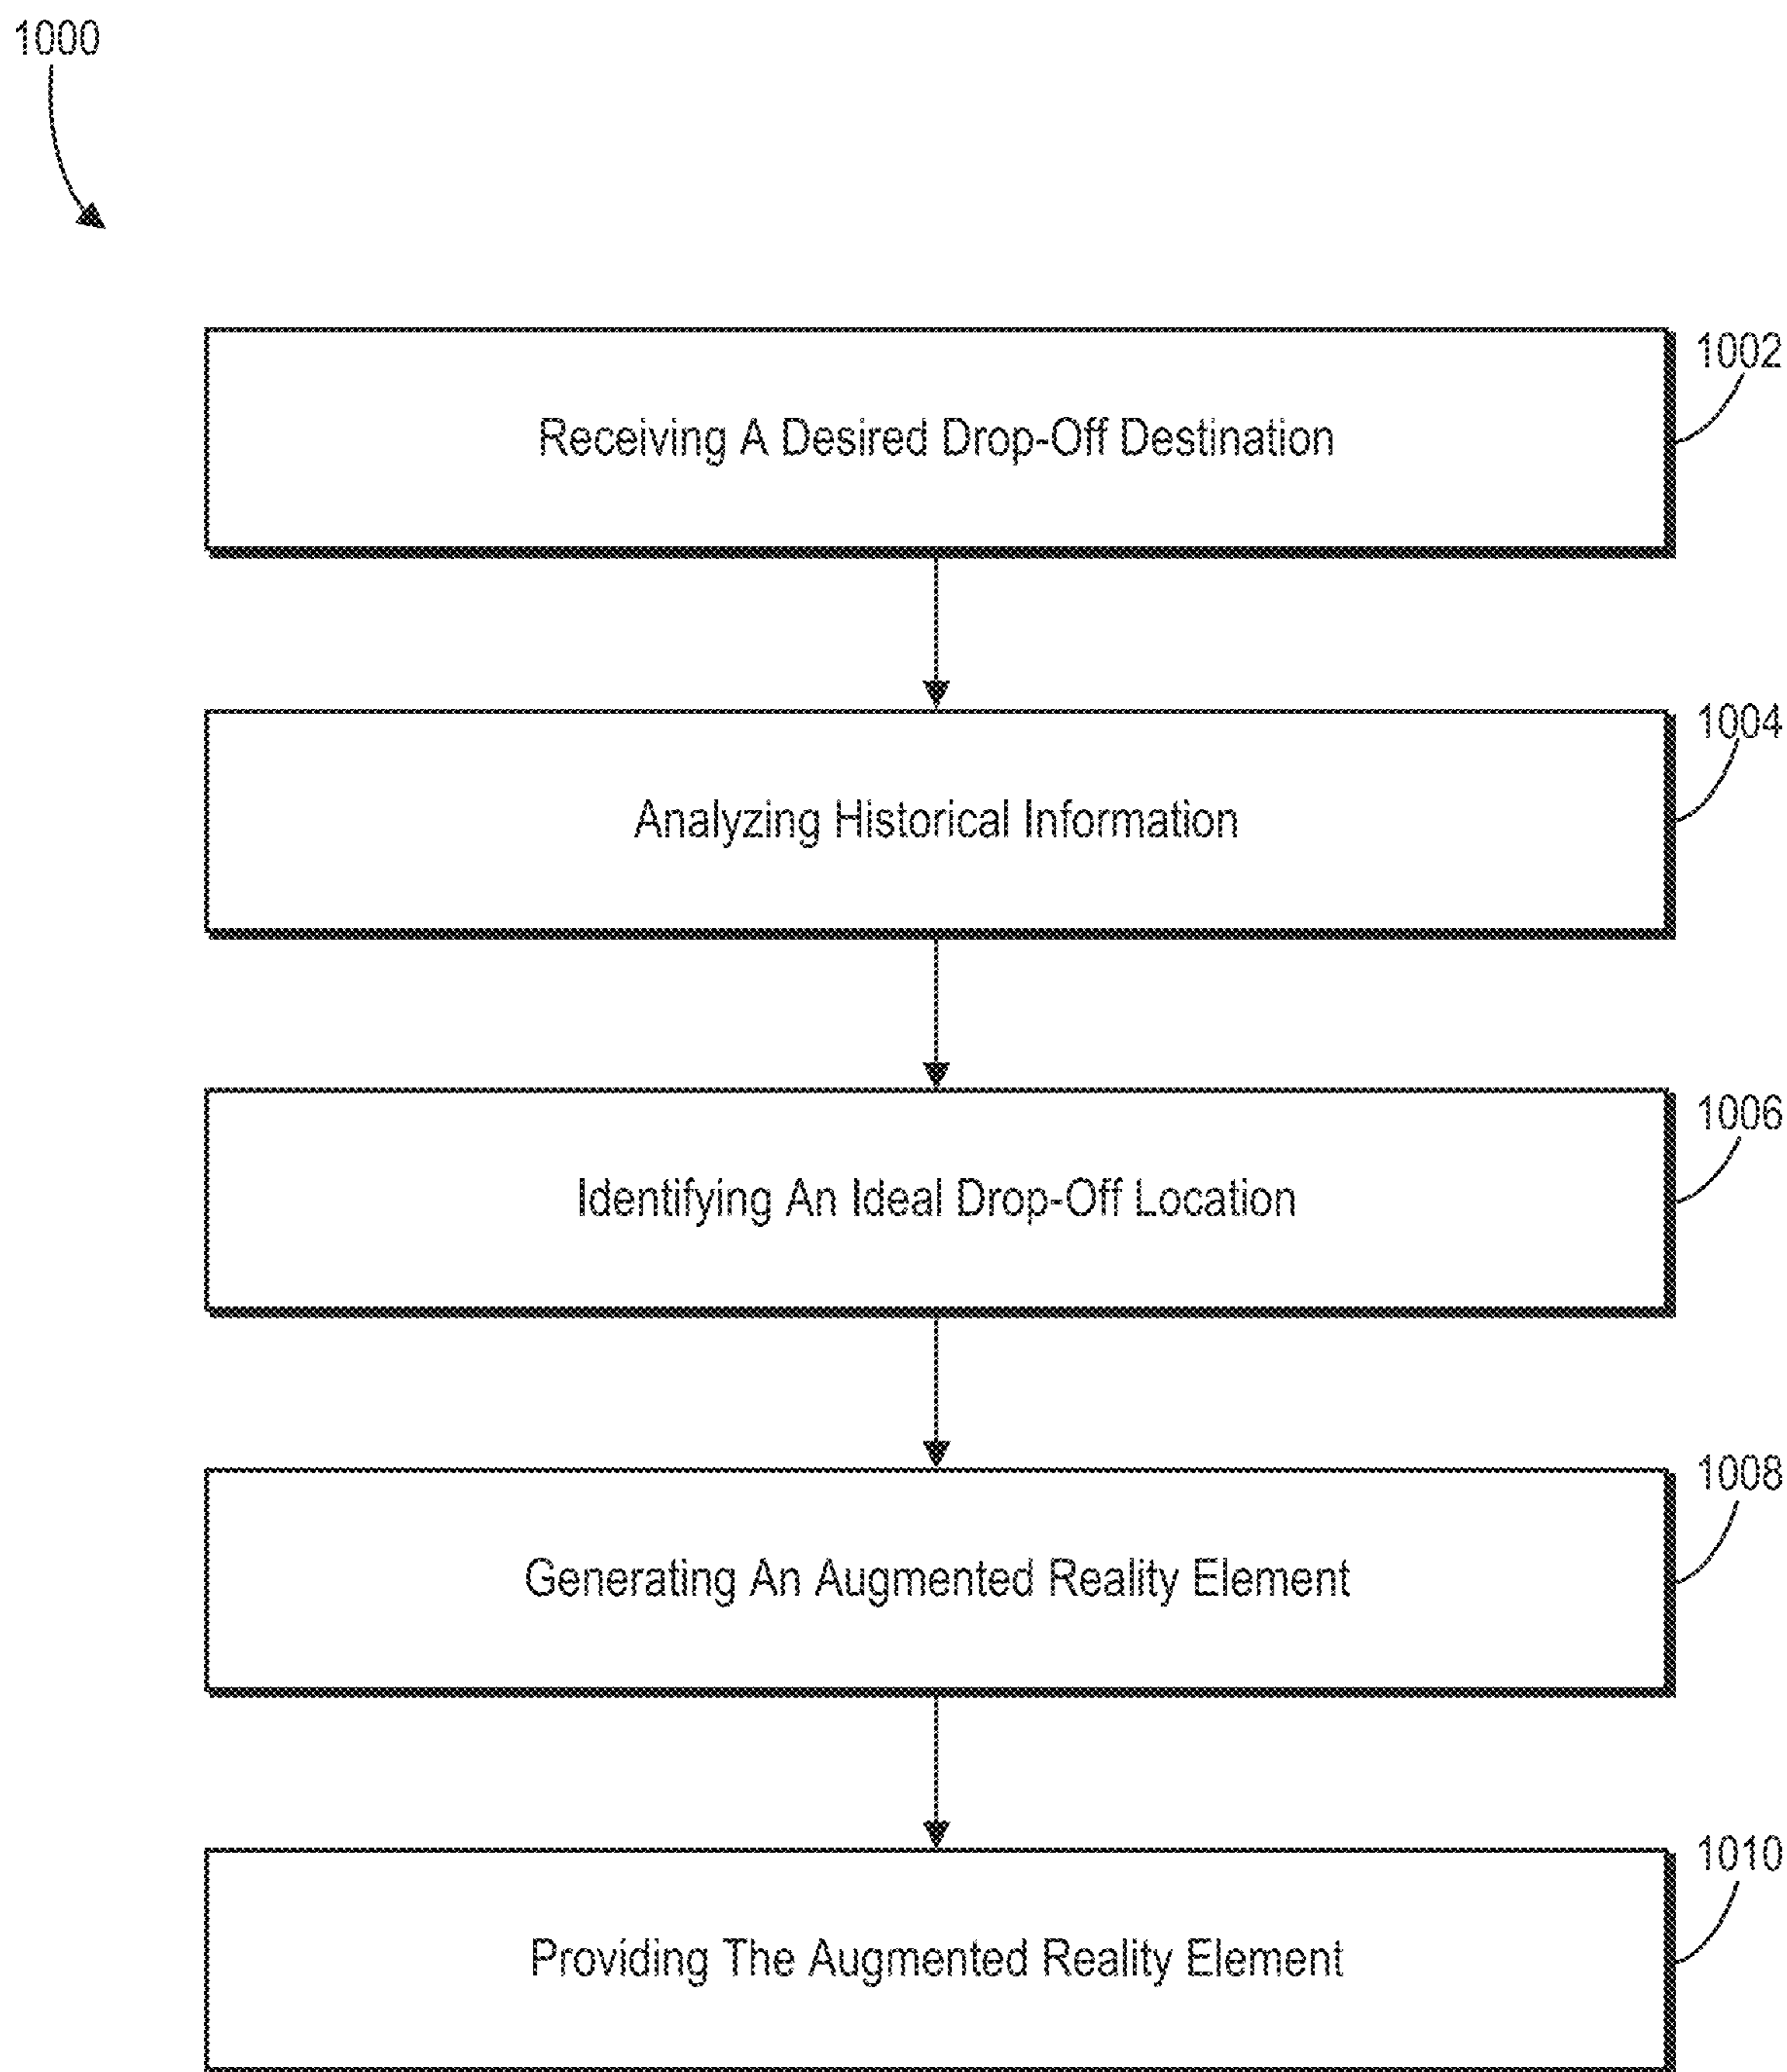 1000
1002
Receiving A Desired Drop-Off Destination
1004
Analyzing Historical Information
1006
Identifying An Ideal Drop-Off Location
1008
Generating An Augmented Reality Element
1010
Providing The Augmented Reality Element